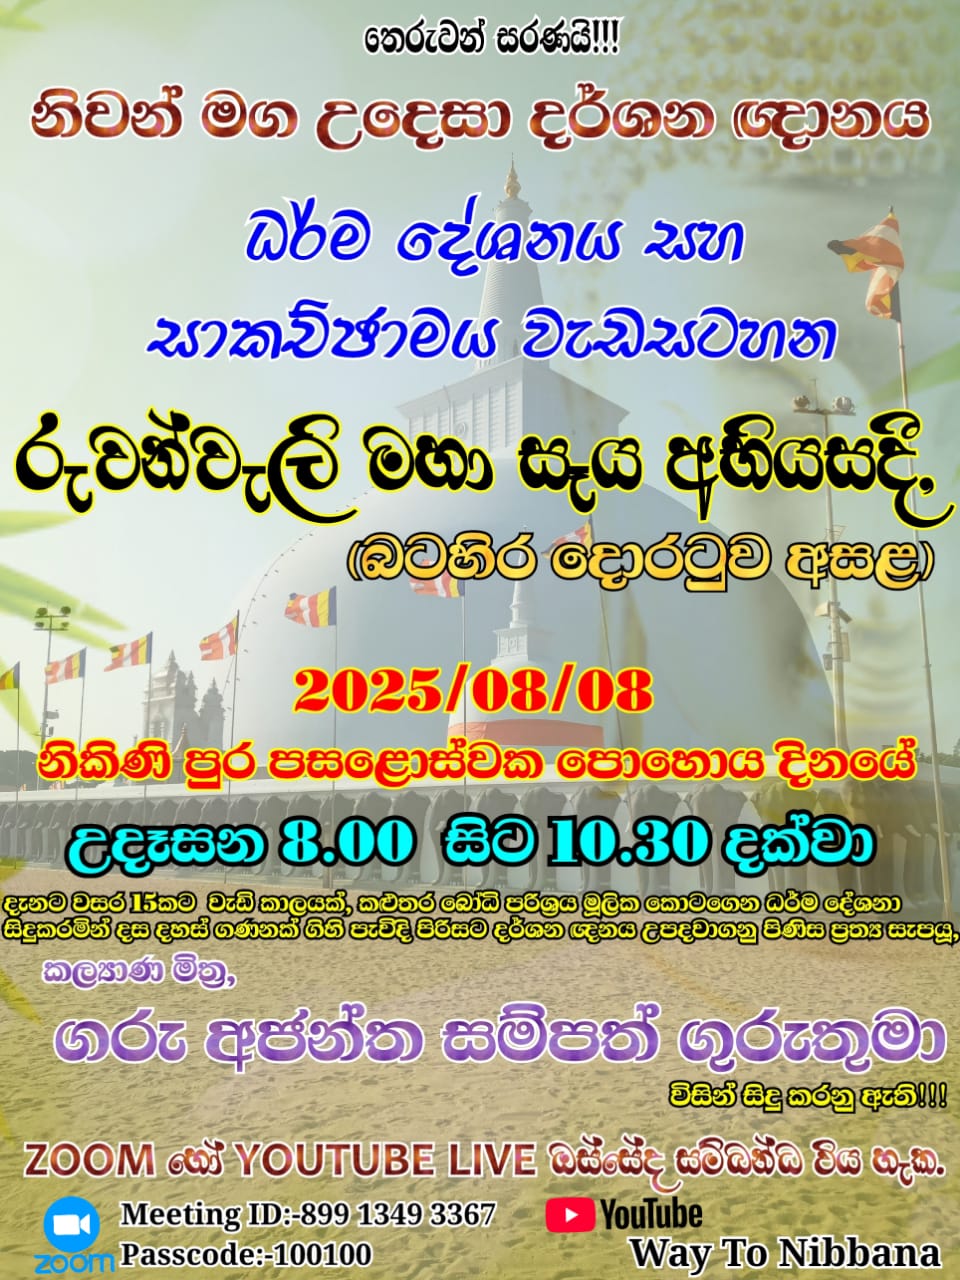 තෙරුවන් සරණයි!!!
නිවන් මග උදෙසා දර්ශන ඥානය
ධර්ම දේශනය සහ
සාකච්ඡාමය වැඩසටහන
රුවන්වැලි මහා සෑය අභියසදී,
(බටහිර දොරටුව අසළ)
2025/08/08
නිකිණි පුර පසළොස්වක පොහොය දිනයේ
උදෑසන 8.00 සිට 10.30 දක්වා
දැනට වසර 15කට වැඩි කාලයක්, කළුතර බෝධි පරිශ්‍රය මූලික කොටගෙන ධර්ම දේශනා
සිදුකරමින් දස දහස් ගණනක් ගිහි පැවිදි පිරිසට දර්ශන ඥනය උපදවාගනු පිණිස ප්‍රත්‍ය සැපයූ,
කල්‍යාණ මිත්‍ර,
ගරු අජන්ත සම්පත් ගුරුතුමා
විසින් සිදු කරනු ඇති!!!
ZOOM හෝ YOUTUBE LIVE ඔස්සේද සම්බන්ධ විය හැක.
Meeting ID:-899 1349 3367
Passcode:-100100
zoom
YouTube
Way To Nibbana